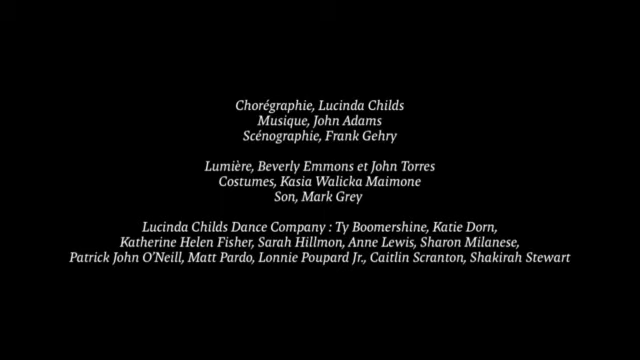 Chorégraphie, Lucinda Childs
Musique, John Adams
Scénographie, Frank Gehry
Lumière, Beverly Emmons et John Torres
Costumes, Kasia Walicka Maimone
Son, Mark Grey
Lucinda Childs Dance Company : Ty Boomershine, Katie Dorn,
Katherine Helen Fisher, Sarah Hillmon, Anne Lewis, Sharon Milanese,
Patrick John O'Neill, Matt Pardo, Lonnie Poupard Jr., Caitlin Scranton, Shakirah Stewart